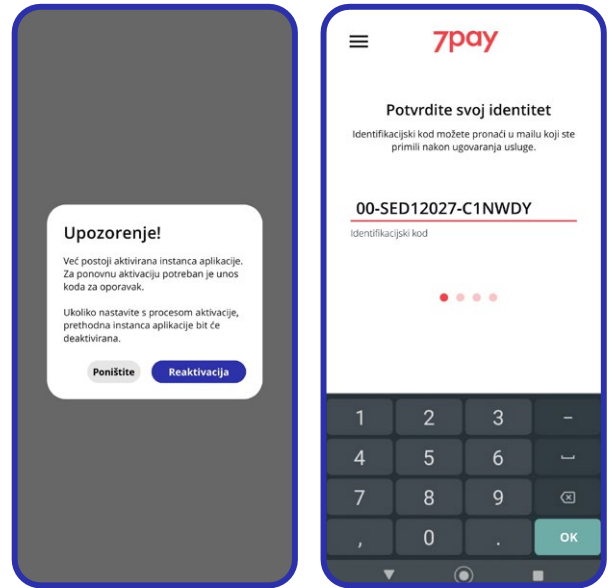 Upozorenje!
Već postoji aktivirana instanca aplikacije.
Za ponovnu aktivaciju potreban je unos
koda za oporavak.
Ukoliko nastavite s procesom aktivacije,
prethodna instanca aplikacije bit će
deaktivirana.
Poništite Reaktivacija
7pay
Potvrdite svoj identitet
Identifikacijski kod možete pronaći u mailu koji ste
primili nakon ugovaranja usluge.
00-SED12027-C1NWDY
Identifikacijski kod
1 2 3 –
4 5 6
7 8 9
, 0 . OK